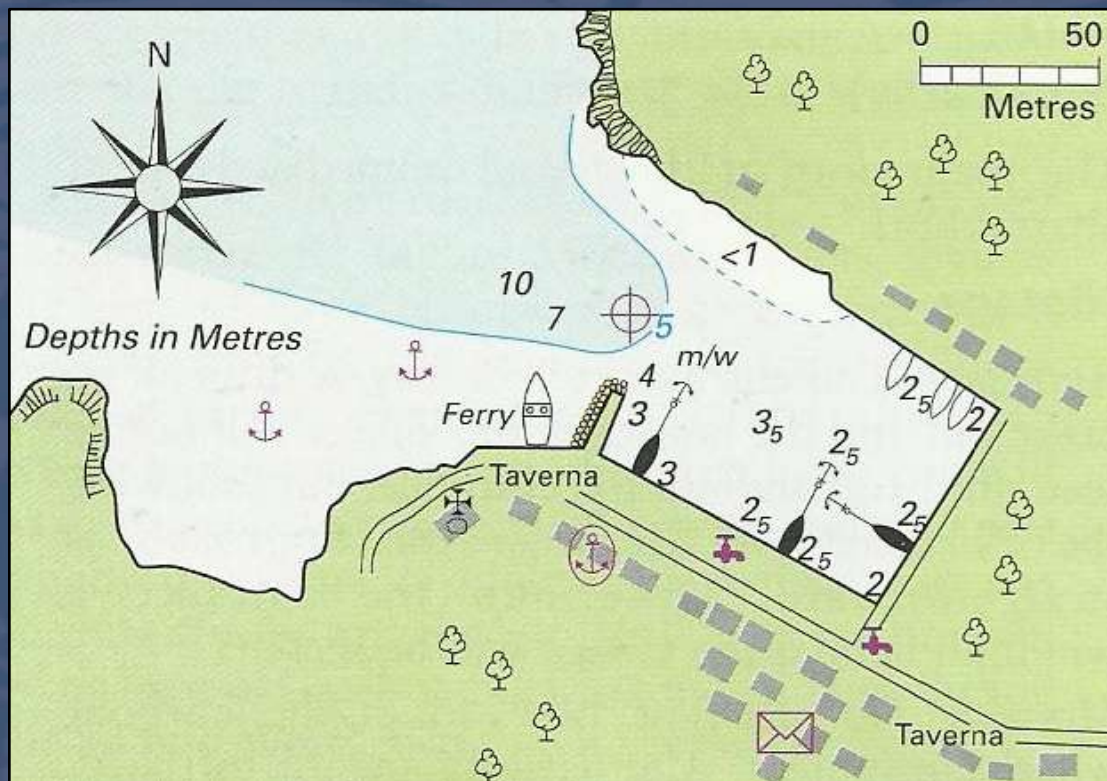 N
0 50
Metres
<1
10
7
5
Depths in Metres
m/w
4
Ferry
3
3₅
2₅
2
2₅
Taverna
3
2₅
2₅
2₅
2
Taverna